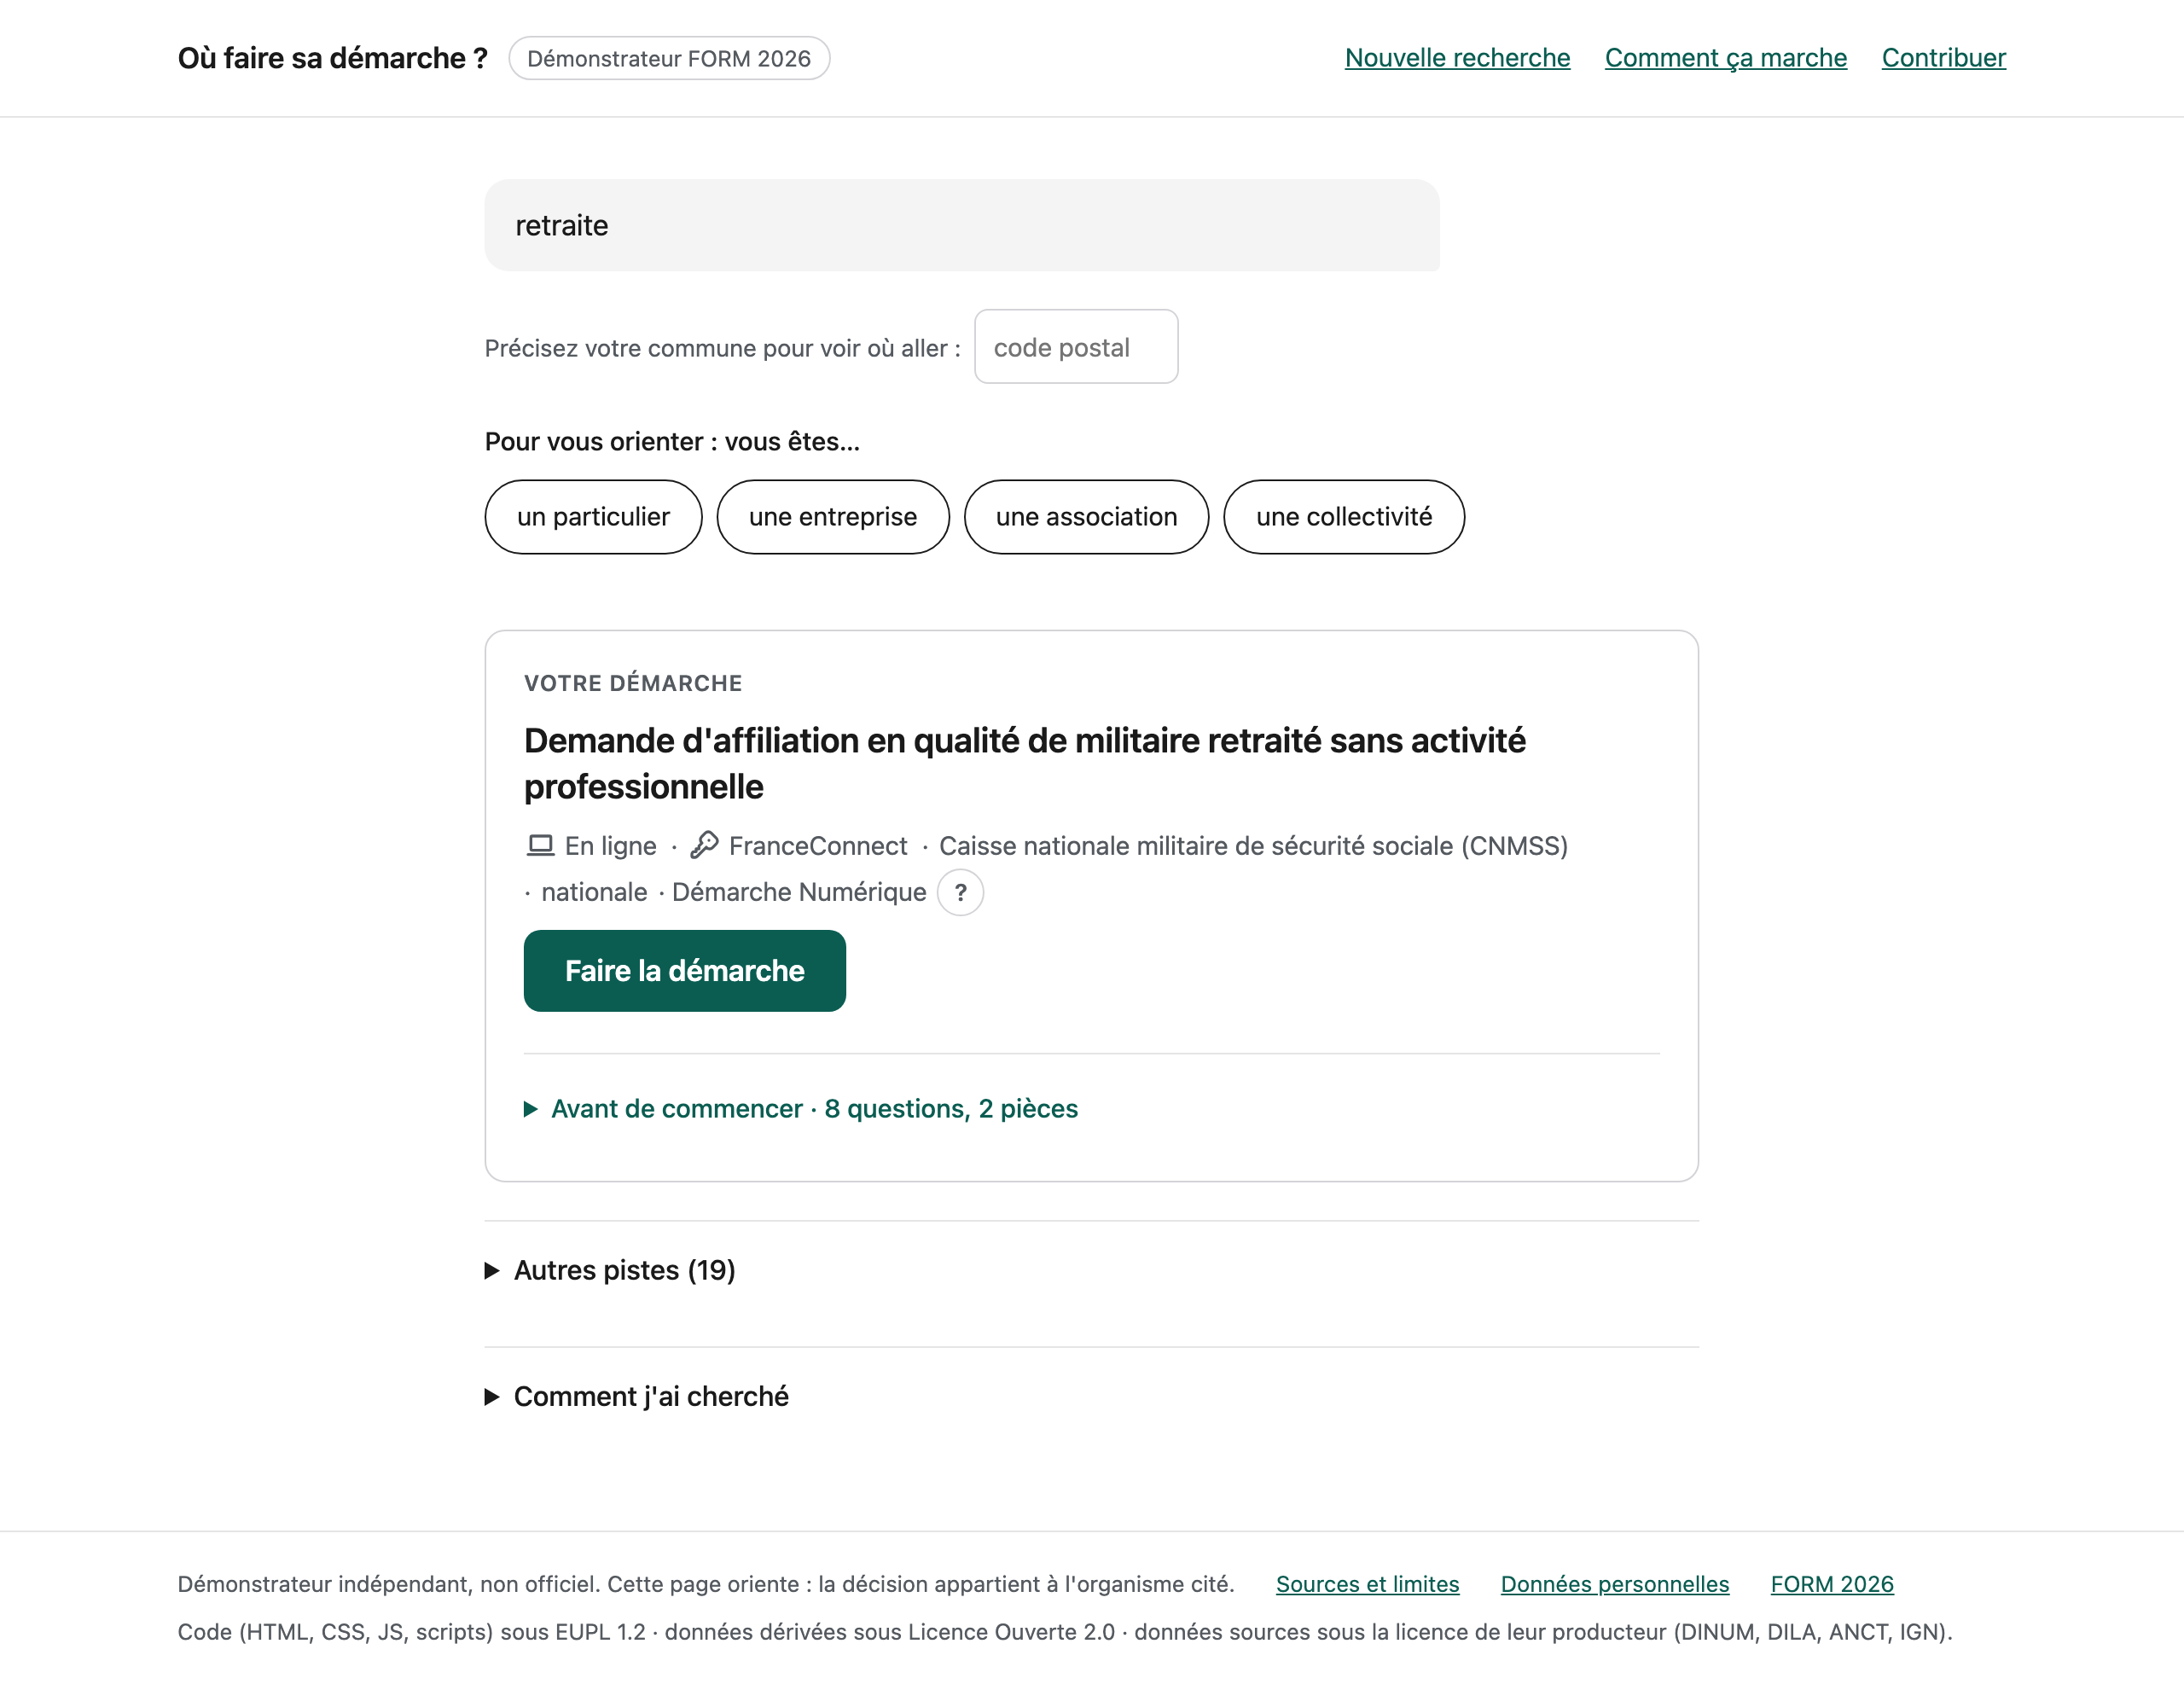 Où faire sa démarche ?
Démonstrateur FORM 2026
Nouvelle recherche
Comment ça marche
Contribuer
retraite
Précisez votre commune pour voir où aller :
code postal
Pour vous orienter : vous êtes...
un particulier
une entreprise
une association
une collectivité
VOTRE DÉMARCHE
Demande d'affiliation en qualité de militaire retraité sans activité
professionnelle
En ligne · FranceConnect · Caisse nationale militaire de sécurité sociale (CNMSS)
· nationale · Démarche Numérique ?
Faire la démarche
Avant de commencer · 8 questions, 2 pièces
Autres pistes (19)
Comment j'ai cherché
Démonstrateur indépendant, non officiel. Cette page oriente : la décision appartient à l'organisme cité.
Sources et limites
Données personnelles
FORM 2026
Code (HTML, CSS, JS, scripts) sous EUPL 1.2 · données dérivées sous Licence Ouverte 2.0 · données sources sous la licence de leur producteur (DINUM, DILA, ANCT, IGN).